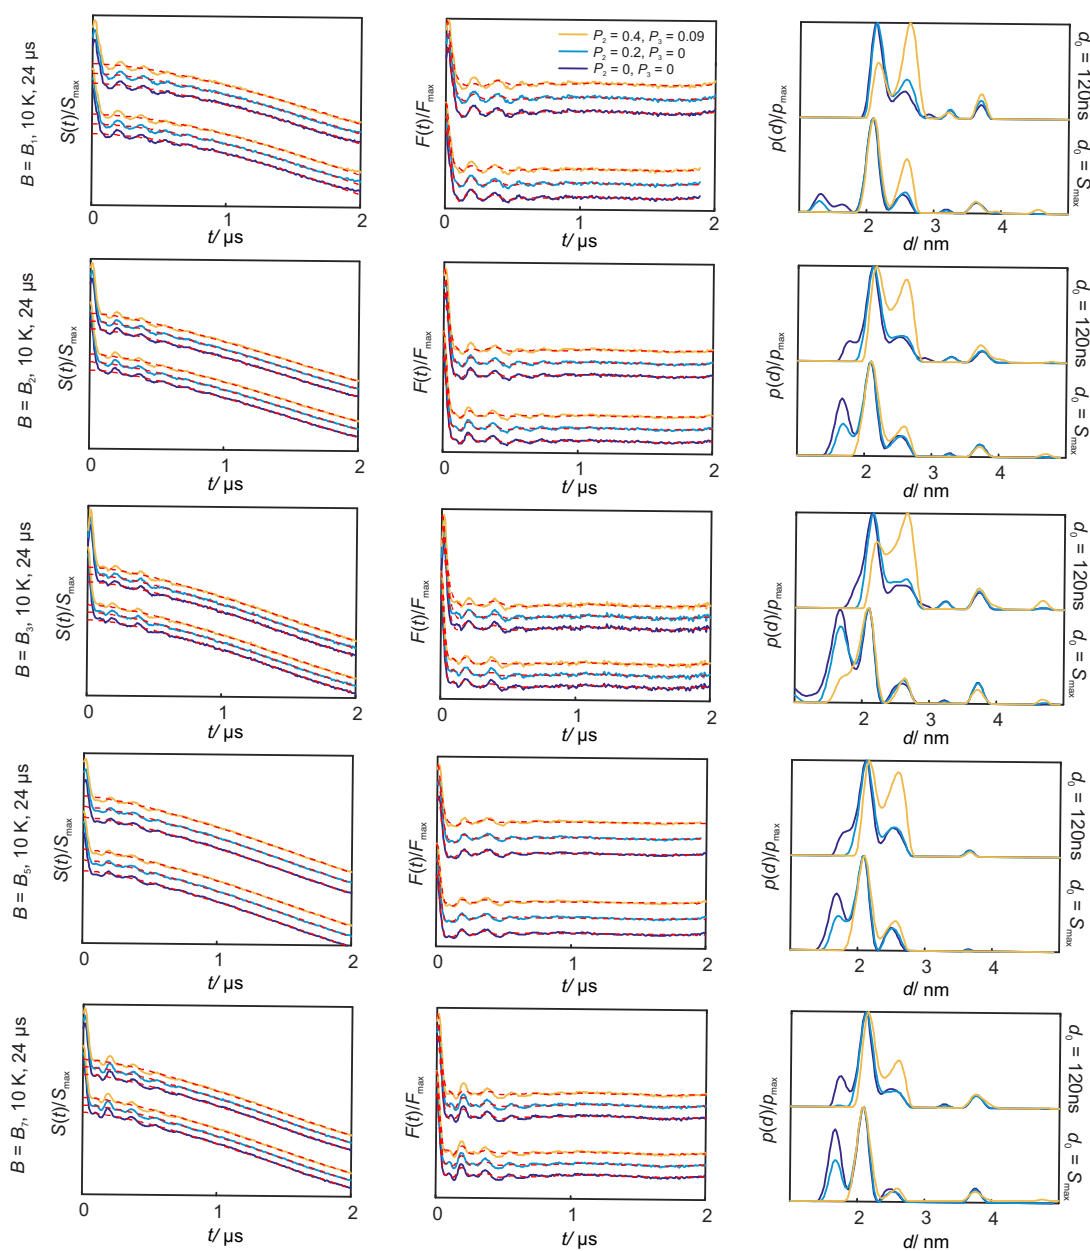 B = B₁, 10 K, 24 µs
S(t)/Sₘₐₓ
0 1 2
t/ µs
F(t)/Fₘₐₓ
P₂ = 0.4, P₃ = 0.09
P₂ = 0.2, P₃ = 0
P₂ = 0, P₃ = 0
0 1 2
t/ µs
p(d)/pₘₐₓ
2 3 4
d/ nm
d₀ = 120ns
d₀ = Sₘₐₓ
B = B₂, 10 K, 24 µs
S(t)/Sₘₐₓ
0 1 2
t/ µs
F(t)/Fₘₐₓ
0 1 2
t/ µs
p(d)/pₘₐₓ
2 3 4
d/ nm
d₀ = 120ns
d₀ = Sₘₐₓ
B = B₃, 10 K, 24 µs
S(t)/Sₘₐₓ
0 1 2
t/ µs
F(t)/Fₘₐₓ
0 1 2
t/ µs
p(d)/pₘₐₓ
2 3 4
d/ nm
d₀ = 120ns
d₀ = Sₘₐₓ
B = B₅, 10 K, 24 µs
S(t)/Sₘₐₓ
0 1 2
t/ µs
F(t)/Fₘₐₓ
0 1 2
t/ µs
p(d)/pₘₐₓ
2 3 4
d/ nm
d₀ = 120ns
d₀ = Sₘₐₓ
B = B₇, 10 K, 24 µs
S(t)/Sₘₐₓ
0 1 2
t/ µs
F(t)/Fₘₐₓ
0 1 2
t/ µs
p(d)/pₘₐₓ
2 3 4
d/ nm
d₀ = 120ns
d₀ = Sₘₐₓ